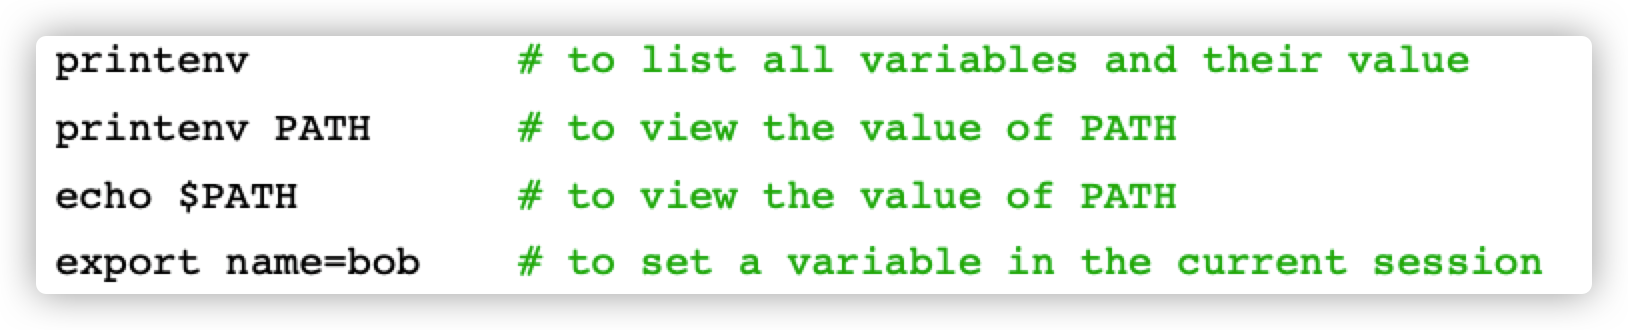 printenv # to list all variables and their value
printenv PATH # to view the value of PATH
echo $PATH # to view the value of PATH
export name=bob # to set a variable in the current session